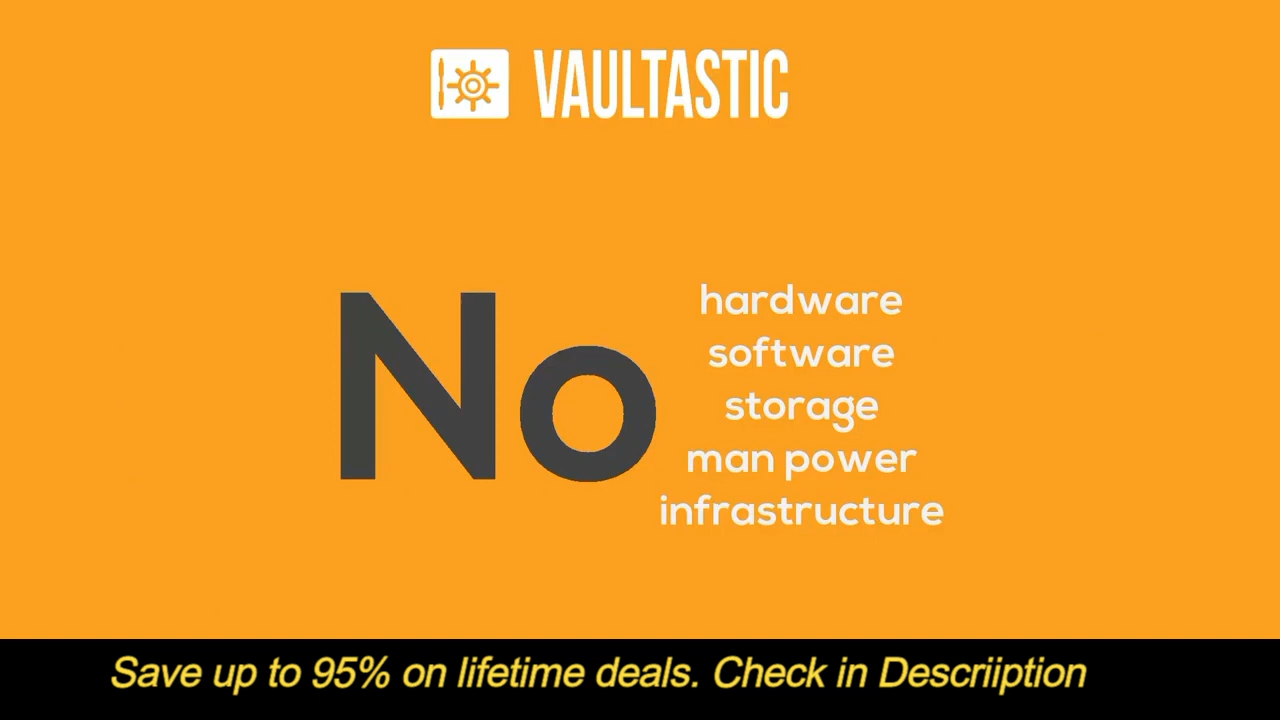 VAULTASTIC
No
hardware
software
storage
man power
infrastructure
Save up to 95% on lifetime deals. Check in Descriiption